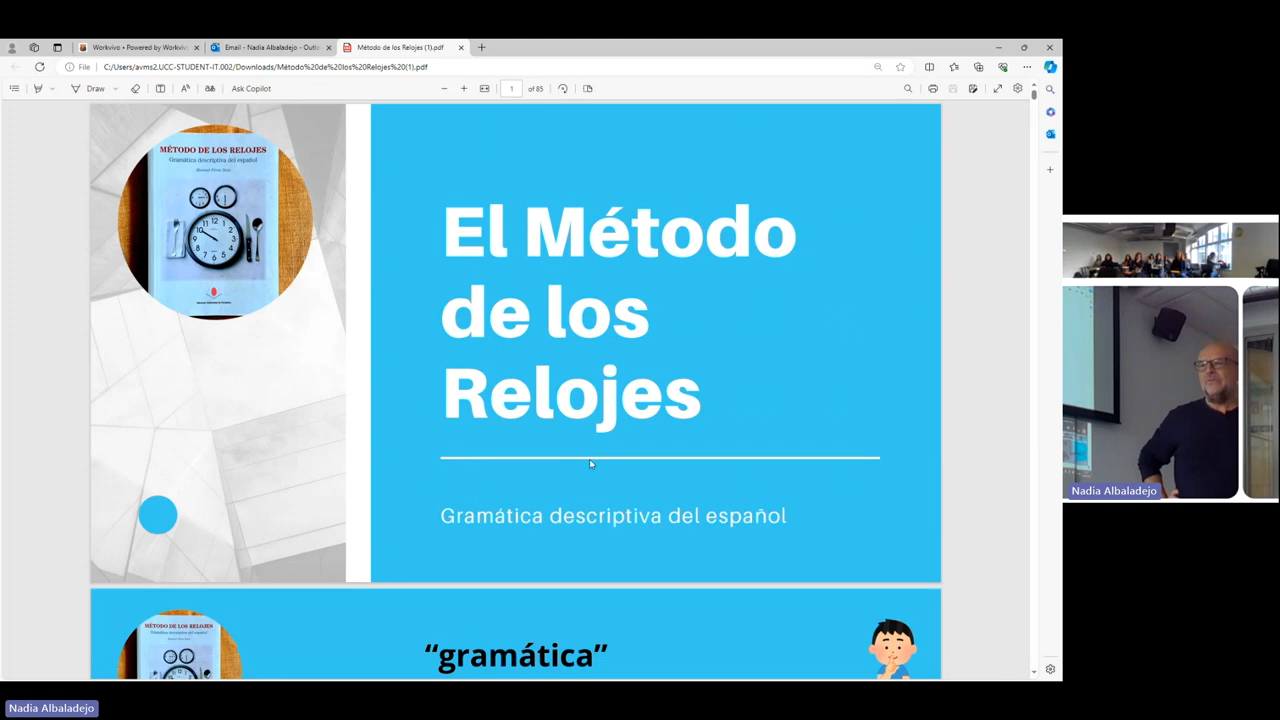 Workvivo • Powered by Workviv
Email - Nadia Albaladejo - Outlo
Método de los Relojes (1).pdf
File
C:/Users/avms2.UCC-STUDENT-IT.002/Downloads/Método%20de%20los%20Relojes%20(1).pdf
Draw
Ask Copilot
1
of 85
MÉTODO DE LOS RELOJES
Gramática descriptiva del español
El Método
de los
Relojes
Gramática descriptiva del español
Nadia Albaladejo
MÉTODO DE LOS RELOJES
Gramática descriptiva del español
“gramática”
Nadia Albaladejo